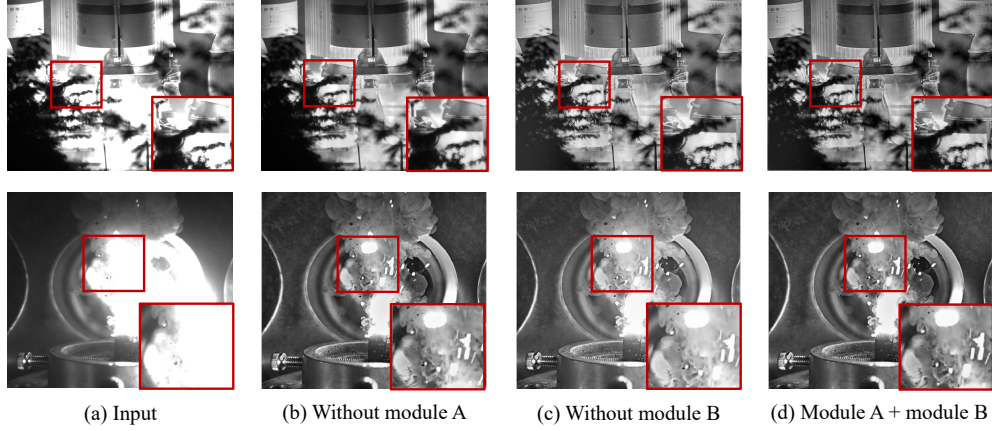 (a) Input
(b) Without module A
(c) Without module B
(d) Module A + module B